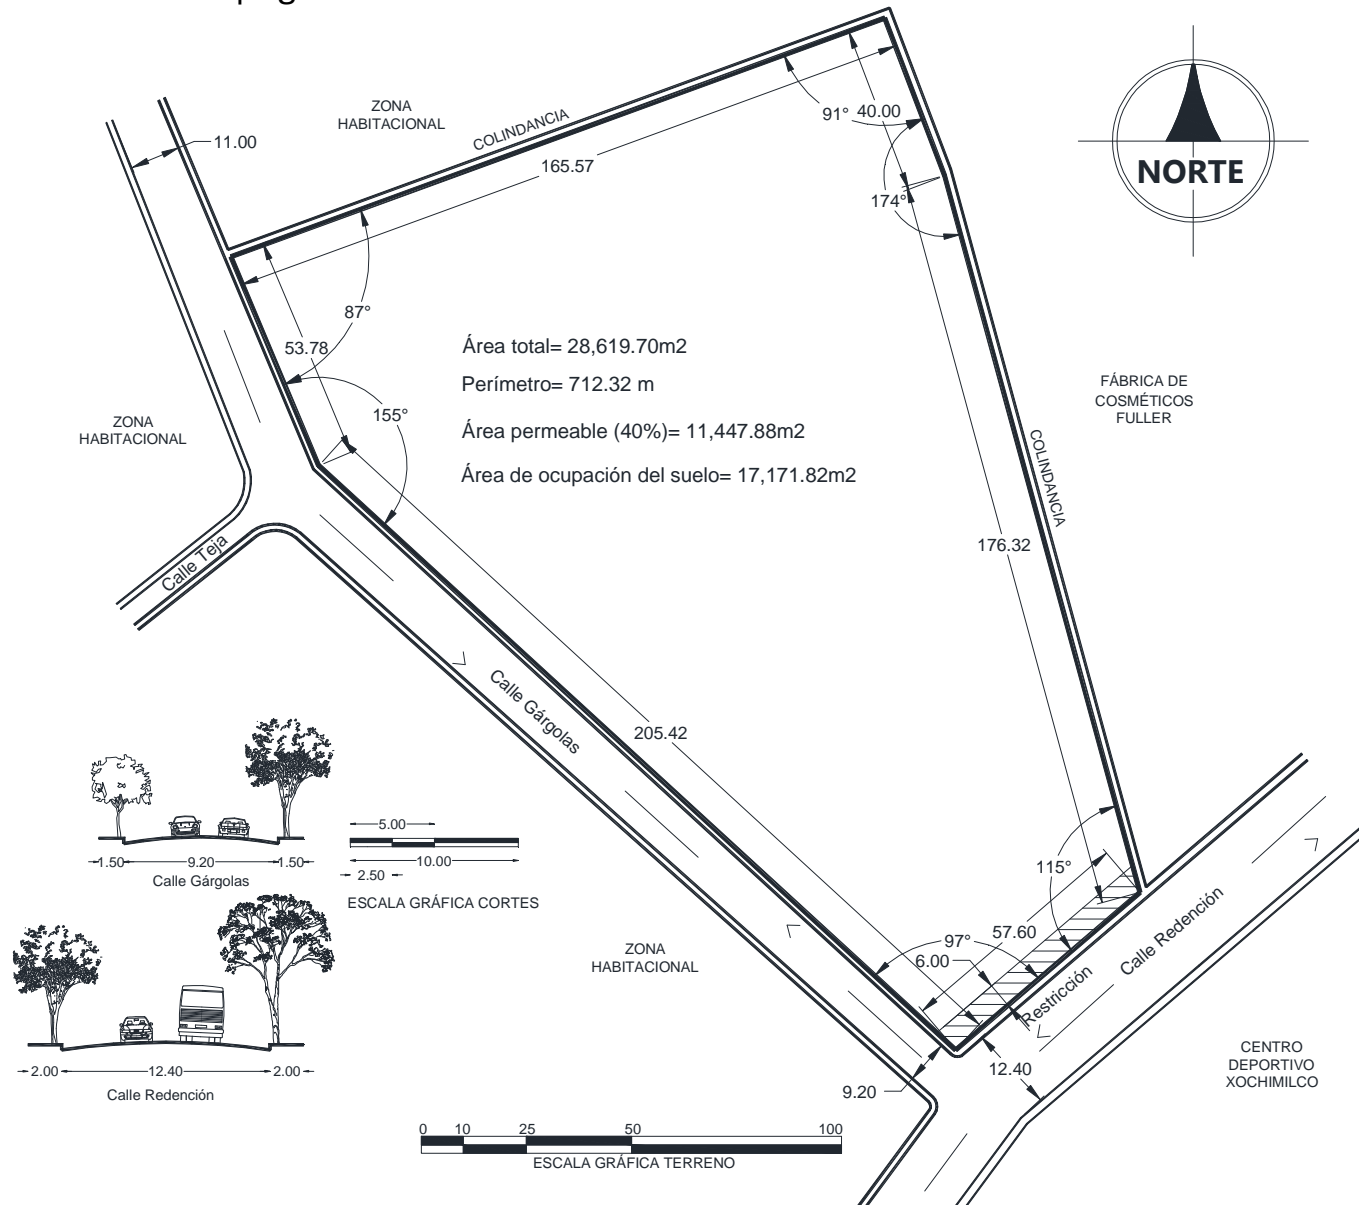 ZONA
HABITACIONAL
COLINDANCIA
165.57
91°
40.00
174°
11.00
NORTE
87°
53.78
155°
Área total= 28,619.70m2
Perímetro= 712.32 m
Área permeable (40%)= 11,447.88m2
Área de ocupación del suelo= 17,171.82m2
ZONA
HABITACIONAL
FÁBRICA DE
COSMÉTICOS
FULLER
COLINDANCIA
176.32
Calle Teja
Calle Gárgolas
205.42
1.50
9.20
1.50
Calle Gárgolas
5.00
10.00
2.50
ESCALA GRÁFICA CORTES
2.00
12.40
2.00
Calle Redención
ZONA
HABITACIONAL
115°
57.60
97°
6.00
Restricción
Calle Redención
9.20
12.40
CENTRO
DEPORTIVO
XOCHIMILCO
0 10 25 50 100
ESCALA GRÁFICA TERRENO